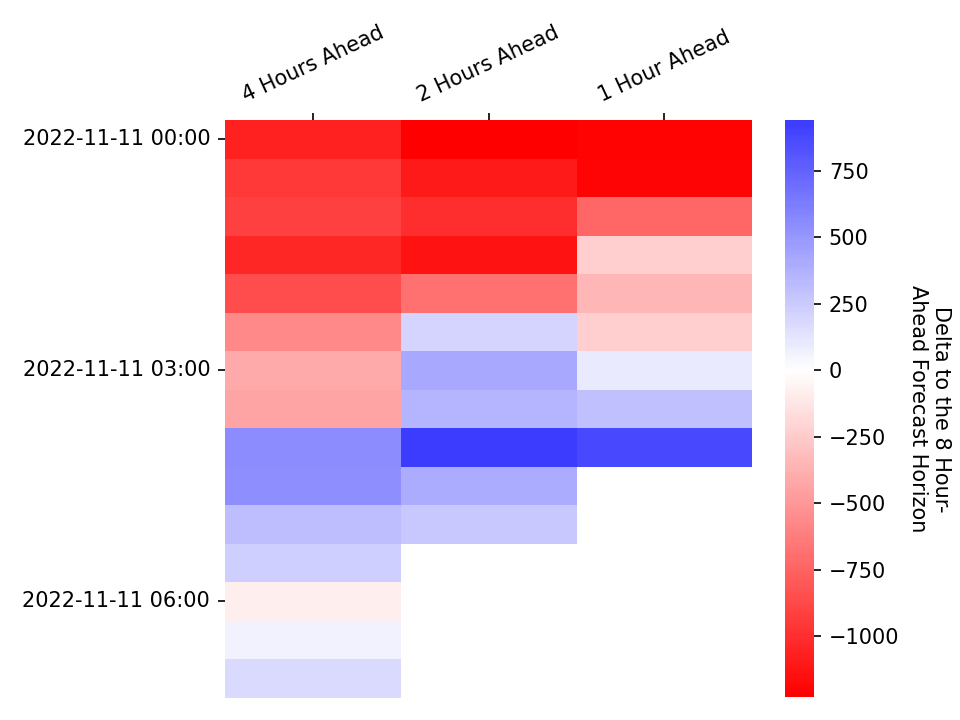 4 Hours Ahead
2 Hours Ahead
1 Hour Ahead
2022-11-11 00:00
2022-11-11 03:00
2022-11-11 06:00
750
500
250
0
−250
−500
−750
−1000
Delta to the 8 Hour-
Ahead Forecast Horizon